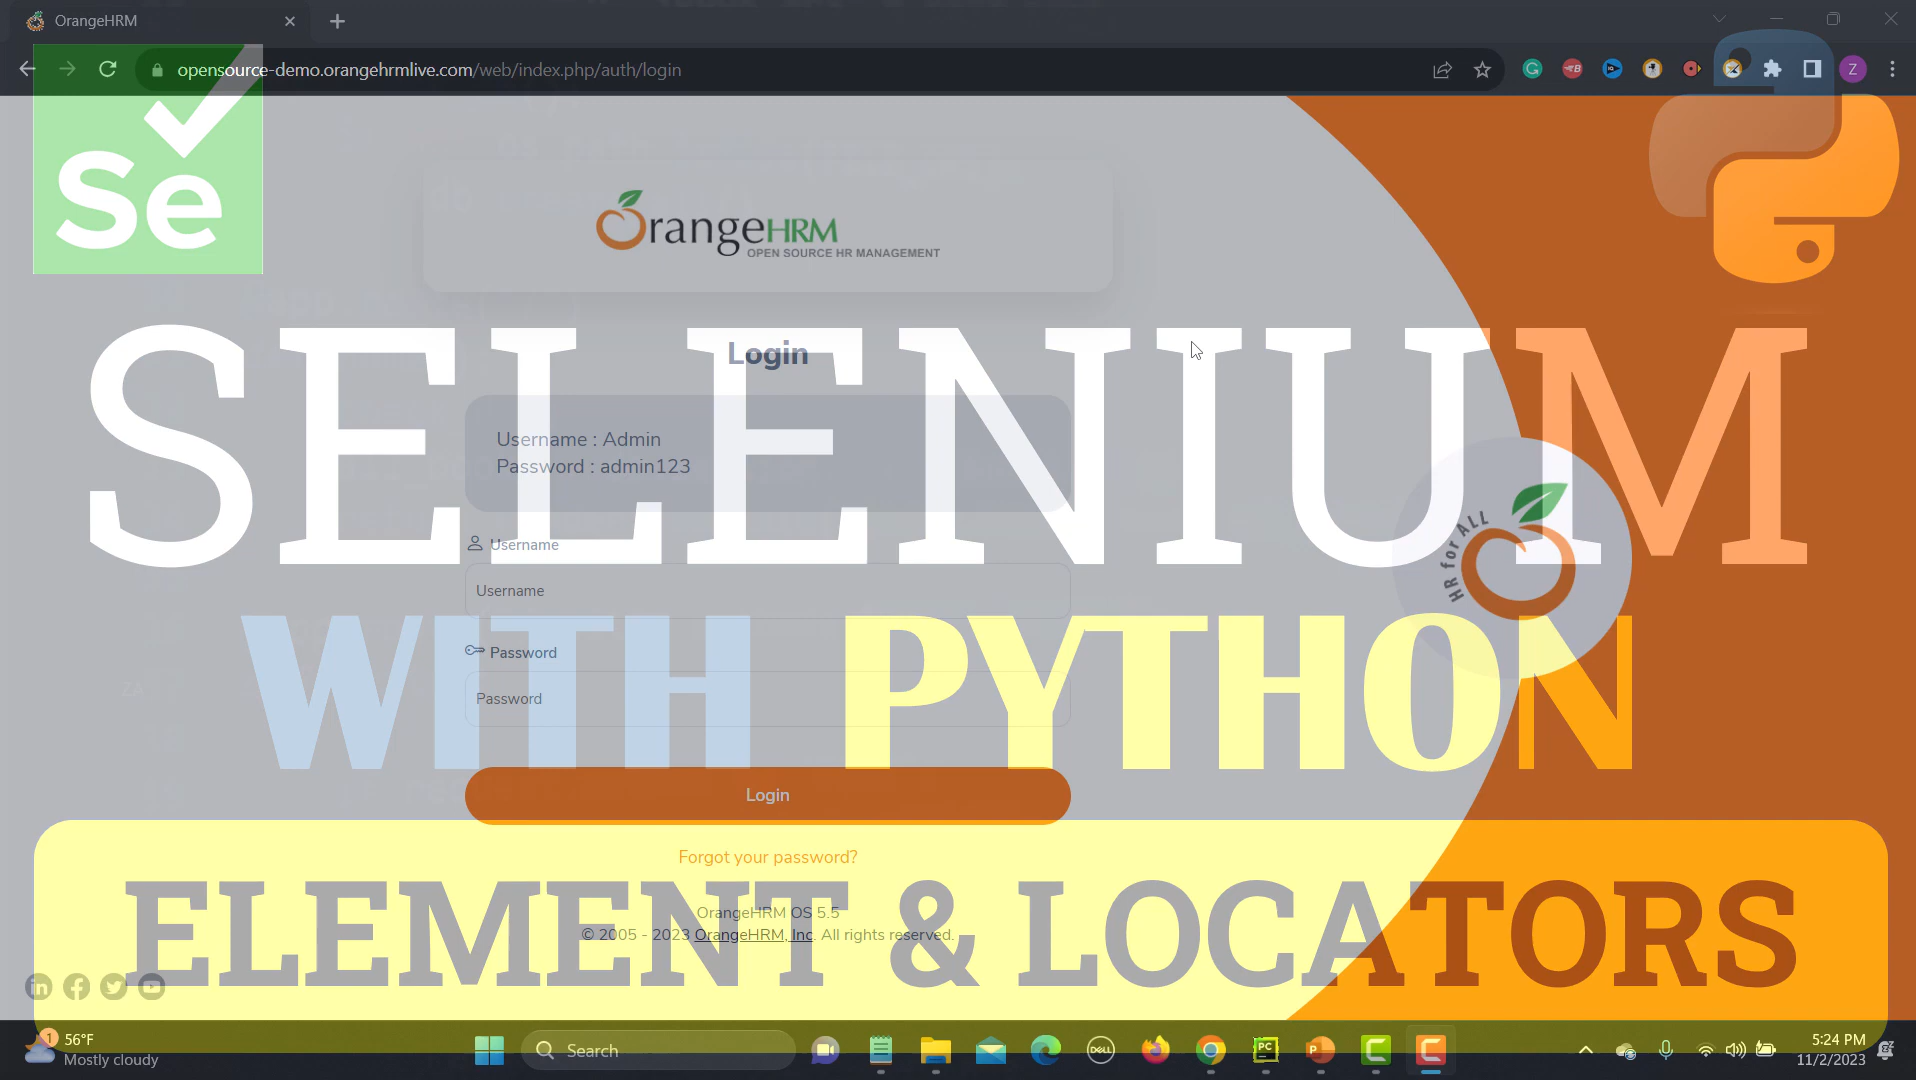 OrangeHRM
opensource-demo.orangehrmlive.com/web/index.php/auth/login
Z
Se
OrangeHRM
OPEN SOURCE HR MANAGEMENT
SELENIUM
Login
Username : Admin
Password : admin123
HR for ALL
Username
Username
WITH PYTHON
Password
Password
Login
Forgot your password?
ELEMENT & LOCATORS
OrangeHRM OS 5.5
© 2005 - 2023 OrangeHRM, Inc. All rights reserved.
1
56°F
Mostly cloudy
Search
DELL
PC
P
5:24 PM
11/2/2023